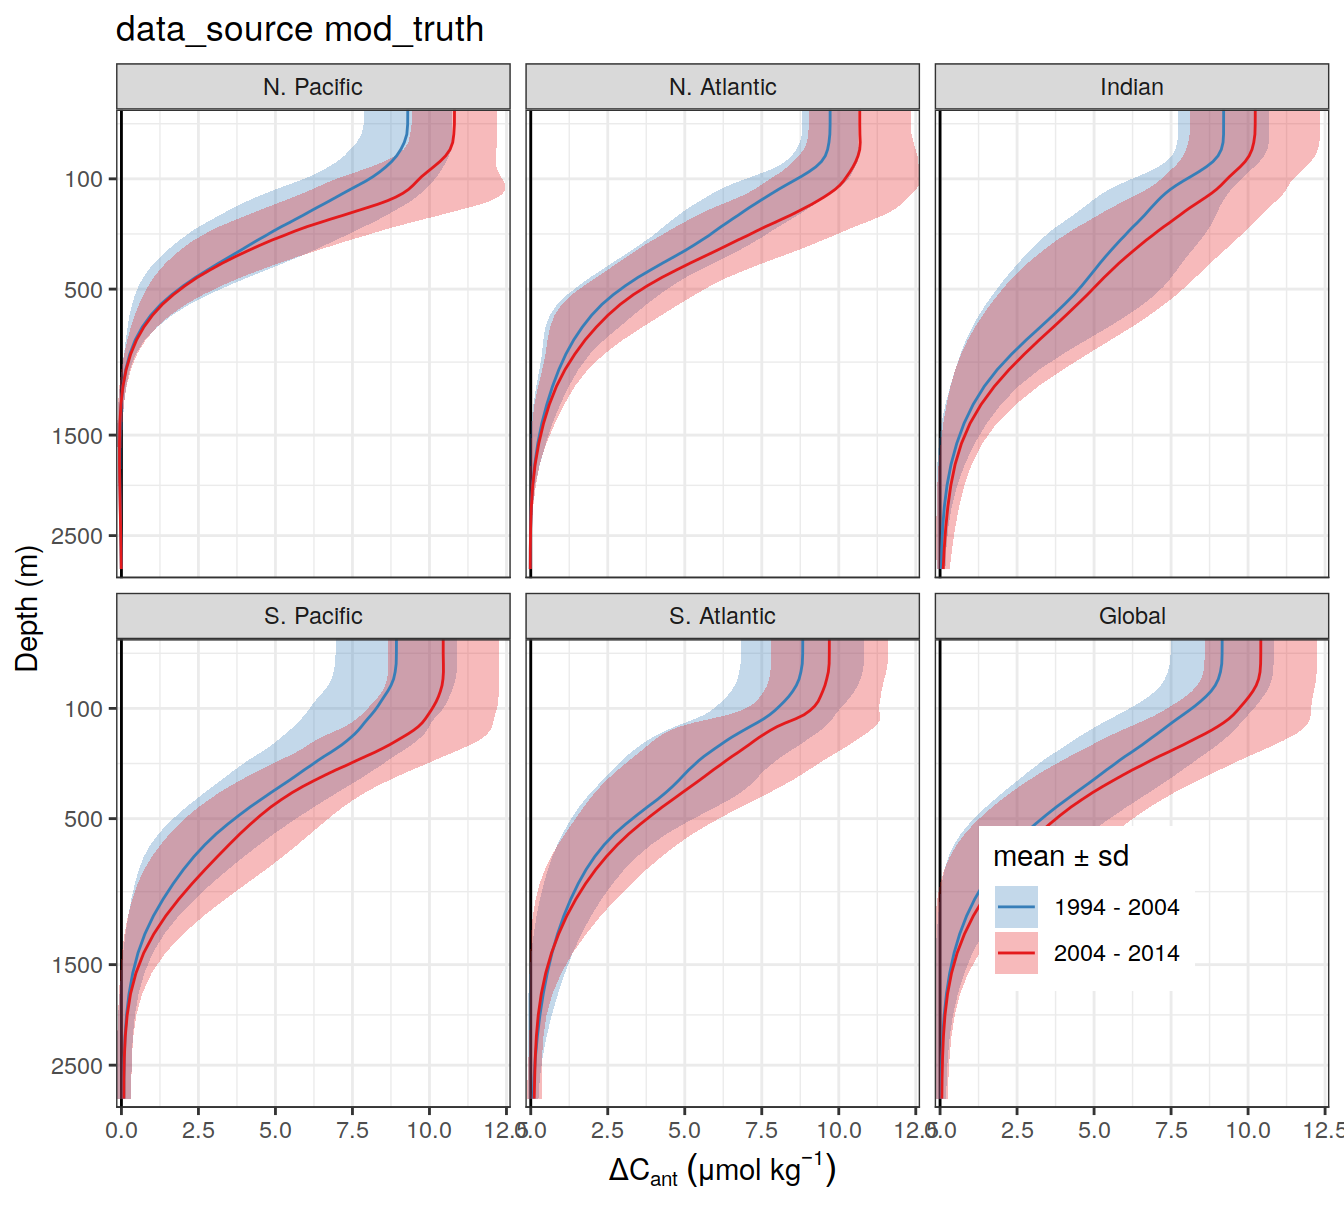 data_source mod_truth
N. Pacific N. Atlantic Indian
100
500
1500
2500
S. Pacific S. Atlantic Global
100
500
1500
2500
Depth (m)
mean ± sd
1994 - 2004
2004 - 2014
0.0 2.5 5.0 7.5 10.0 12.5 0.0 2.5 5.0 7.5 10.0 12.5 0.0 2.5 5.0 7.5 10.0 12.5
ΔCant (μmol kg−1)